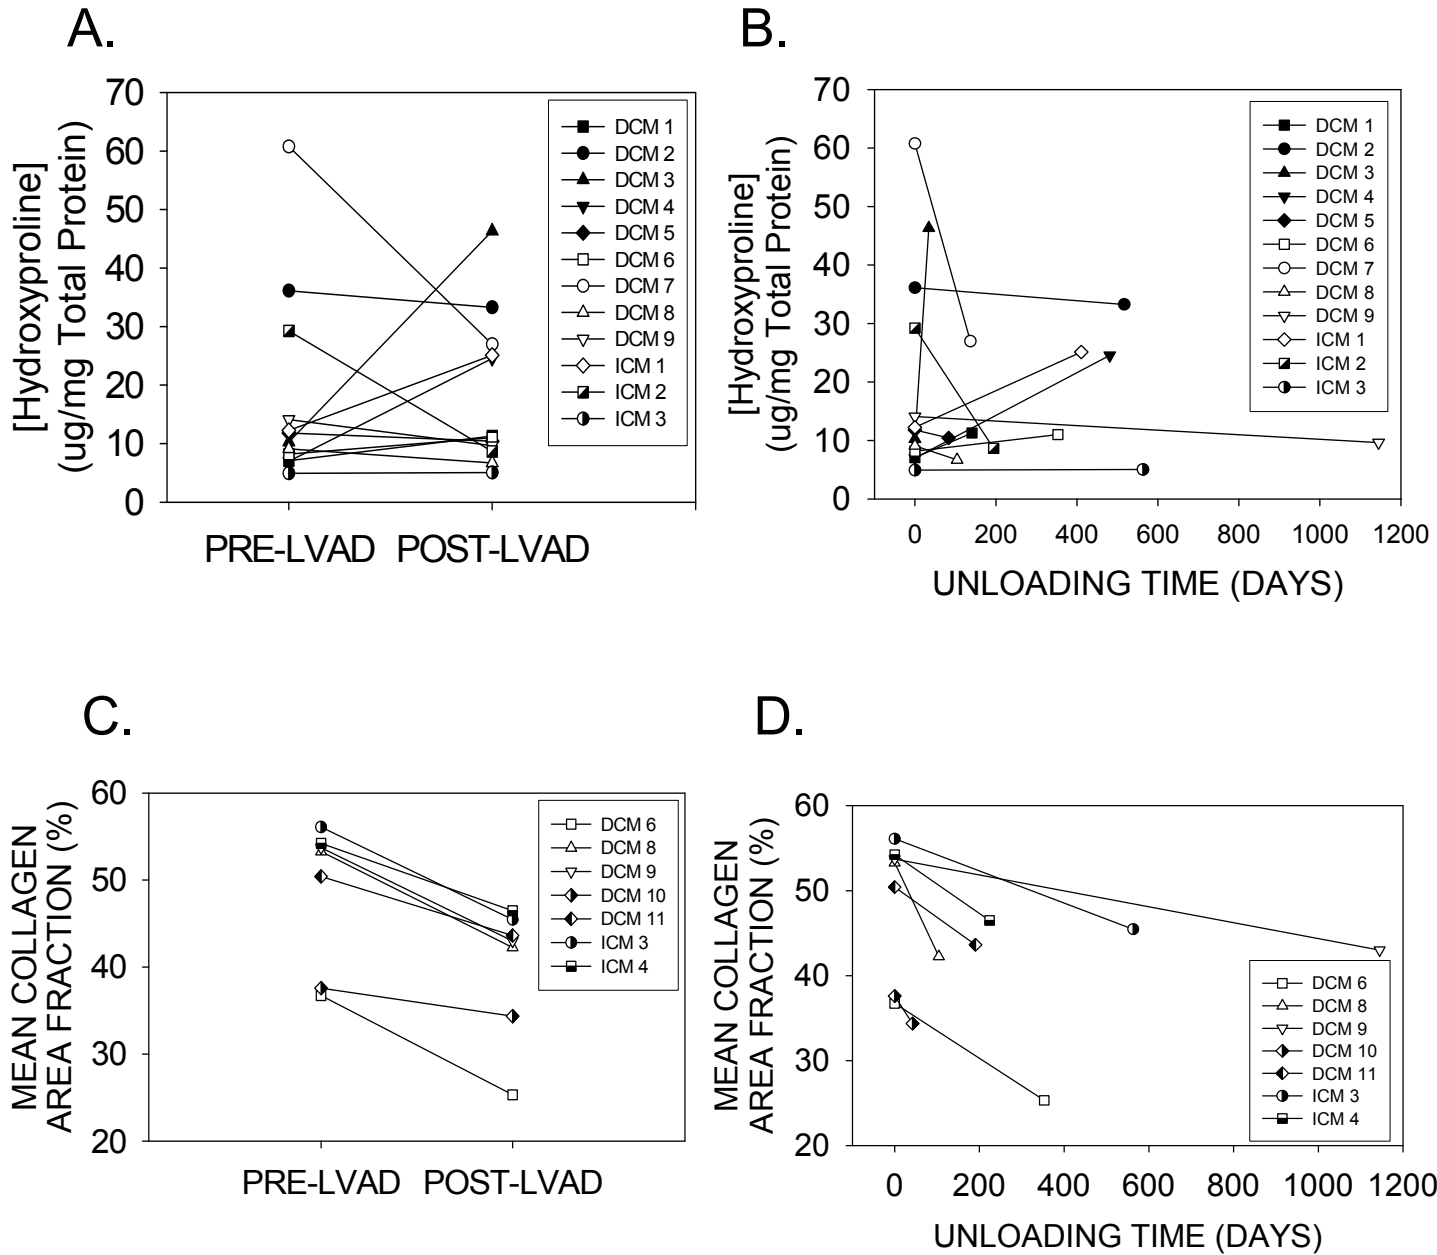 A.
[Hydroxyproline]
(ug/mg Total Protein)
70
60
50
40
30
20
10
0
PRE-LVAD POST-LVAD
DCM 1
DCM 2
DCM 3
DCM 4
DCM 5
DCM 6
DCM 7
DCM 8
DCM 9
ICM 1
ICM 2
ICM 3
B.
[Hydroxyproline]
(ug/mg Total Protein)
70
60
50
40
30
20
10
0
0 200 400 600 800 1000 1200
UNLOADING TIME (DAYS)
DCM 1
DCM 2
DCM 3
DCM 4
DCM 5
DCM 6
DCM 7
DCM 8
DCM 9
ICM 1
ICM 2
ICM 3
C.
MEAN COLLAGEN
AREA FRACTION (%)
60
50
40
30
20
PRE-LVAD POST-LVAD
DCM 6
DCM 8
DCM 9
DCM 10
DCM 11
ICM 3
ICM 4
D.
MEAN COLLAGEN
AREA FRACTION (%)
60
50
40
30
20
0 200 400 600 800 1000 1200
UNLOADING TIME (DAYS)
DCM 6
DCM 8
DCM 9
DCM 10
DCM 11
ICM 3
ICM 4